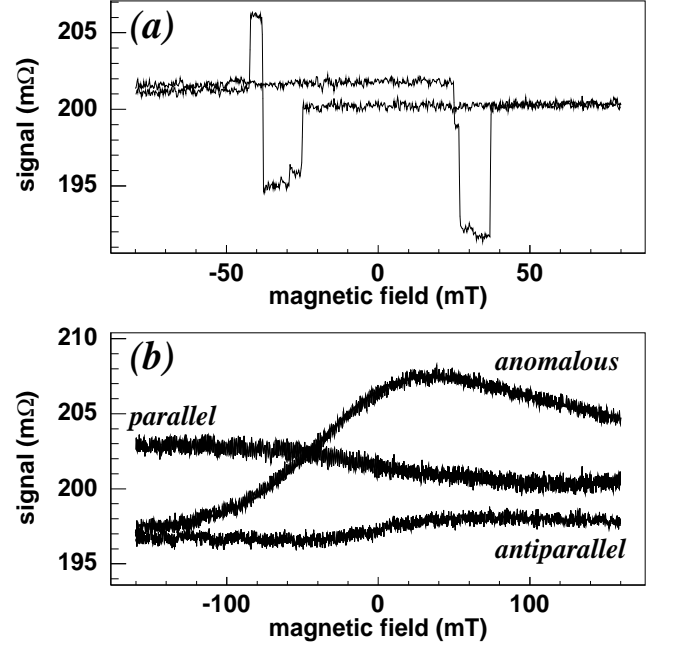 (a)
205
200
195
signal (mΩ)
-50 0 50
magnetic field (mT)
(b)
210
anomalous
205
parallel
200
195
antiparallel
signal (mΩ)
-100 0 100
magnetic field (mT)